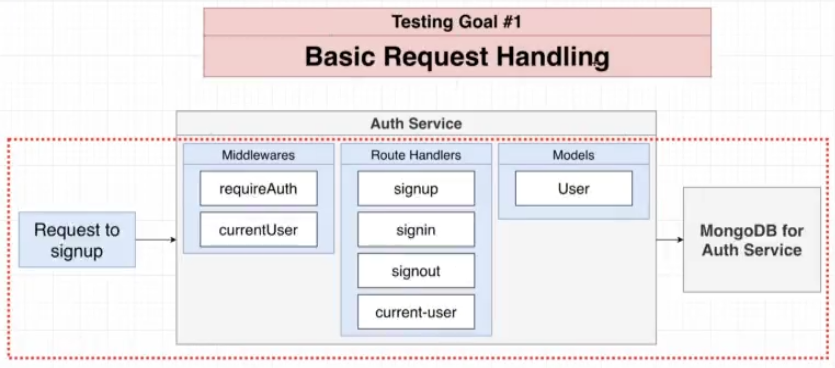 Testing Goal #1
Basic Request Handling
Auth Service
Middlewares
requireAuth
currentUser
Route Handlers
signup
signin
signout
current-user
Models
User
Request to
signup
MongoDB for
Auth Service